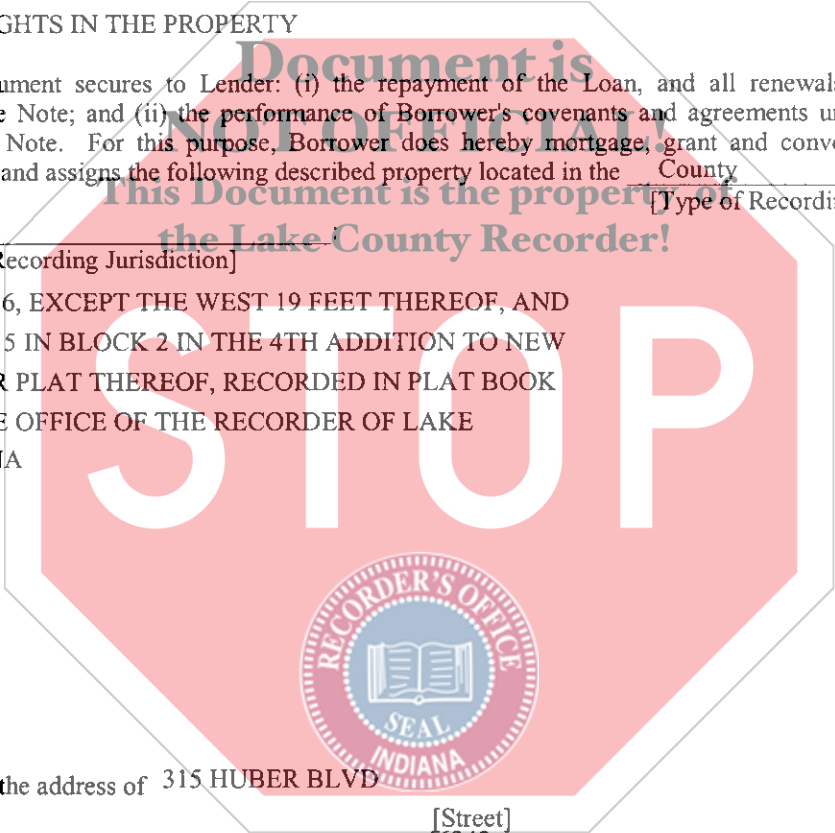 GHTS IN THE PROPERTY
Document is
ument secures to Lender: (i) the repayment of the Loan, and all renewals
e Note; and (ii) the performance of Borrower's covenants and agreements u
NOT OFFICIAL!
Note. For this purpose, Borrower does hereby mortgage, grant and conv
and assigns the following described property located in the County
This Document is the property of
[Type of Recordi
the Lake County Recorder!
Recording Jurisdiction]
6, EXCEPT THE WEST 19 FEET THEREOF, AND
5 IN BLOCK 2 IN THE 4TH ADDITION TO NEW
R PLAT THEREOF, RECORDED IN PLAT BOOK
E OFFICE OF THE RECORDER OF LAKE
NA
STOP
RECORDER'S OFFICE
SEAL
INDIANA
the address of 315 HUBER BLVD
[Street]